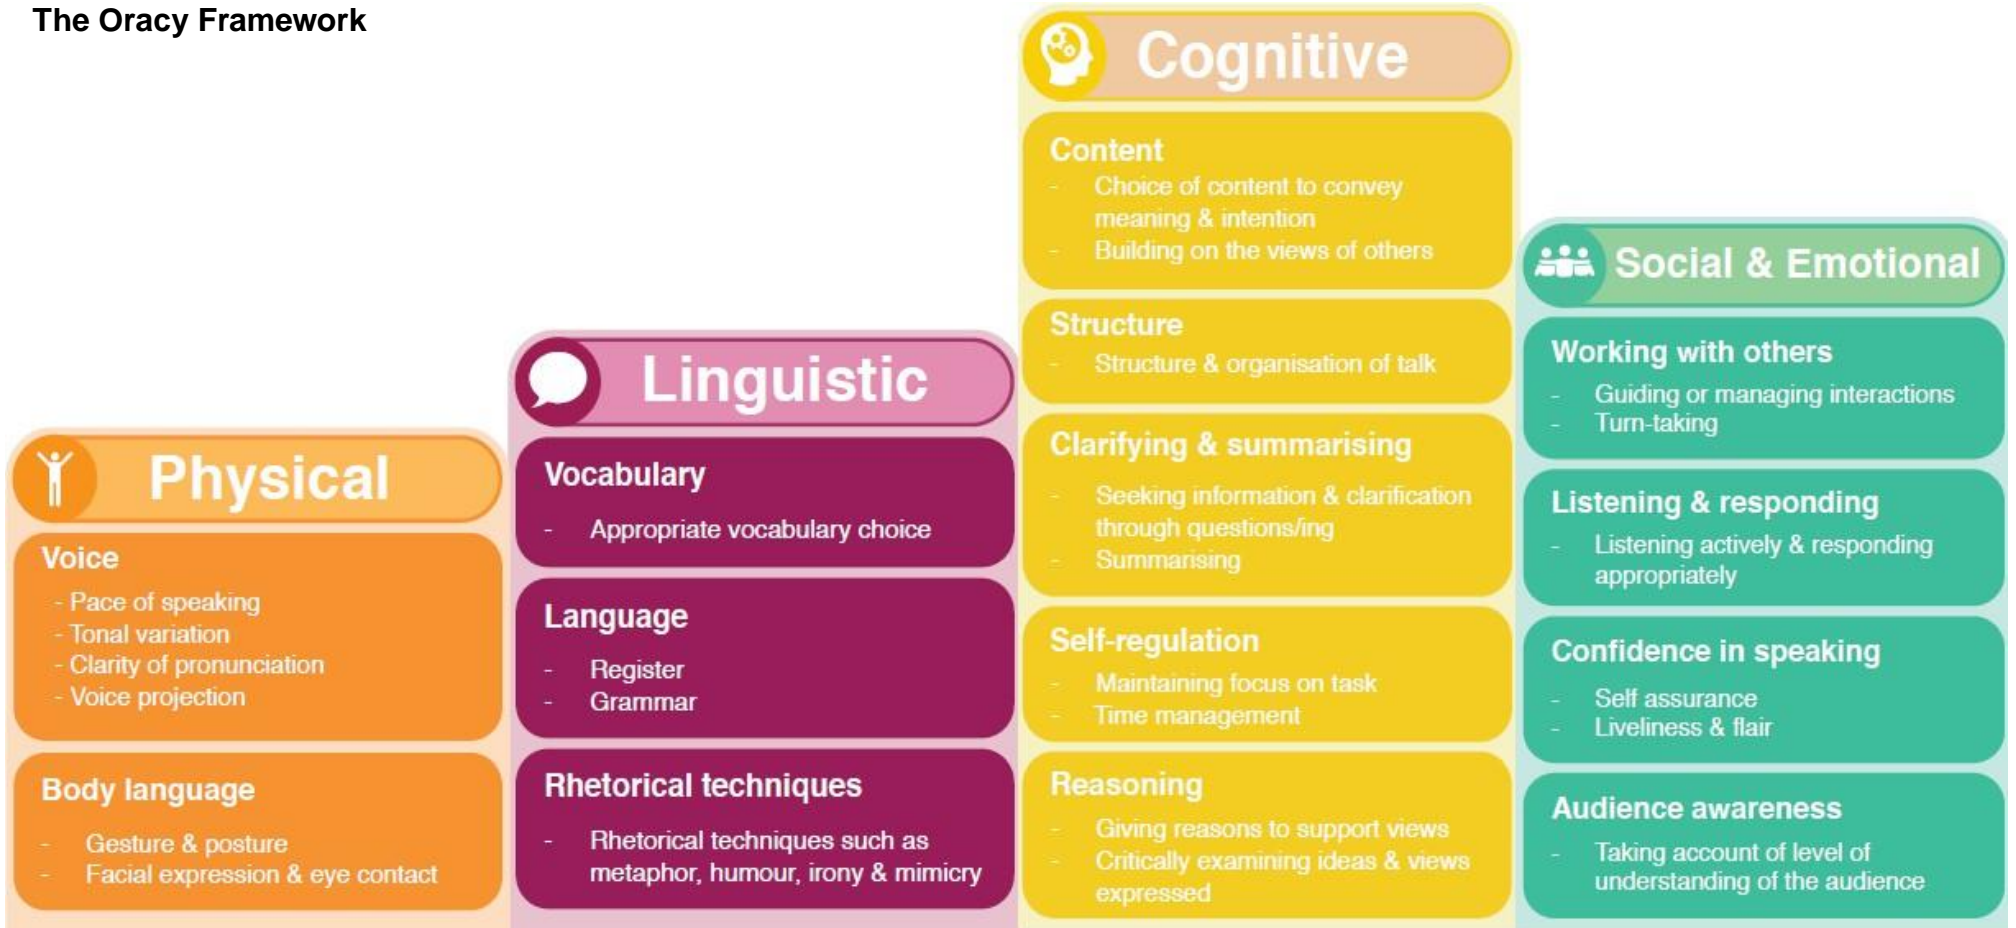 The Oracy Framework
Physical
Voice
- Pace of speaking
- Tonal variation
- Clarity of pronunciation
- Voice projection
Body language
- Gesture & posture
- Facial expression & eye contact
Linguistic
Vocabulary
- Appropriate vocabulary choice
Language
- Register
- Grammar
Rhetorical techniques
- Rhetorical techniques such as
metaphor, humour, irony & mimicry
Cognitive
Content
- Choice of content to convey
meaning & intention
- Building on the views of others
Structure
- Structure & organisation of talk
Clarifying & summarising
- Seeking information & clarification
through questions/ing
- Summarising
Self-regulation
- Maintaining focus on task
- Time management
Reasoning
- Giving reasons to support views
- Critically examining ideas & views
expressed
Social & Emotional
Working with others
- Guiding or managing interactions
- Turn-taking
Listening & responding
- Listening actively & responding
appropriately
Confidence in speaking
- Self assurance
- Liveliness & flair
Audience awareness
- Taking account of level of
understanding of the audience